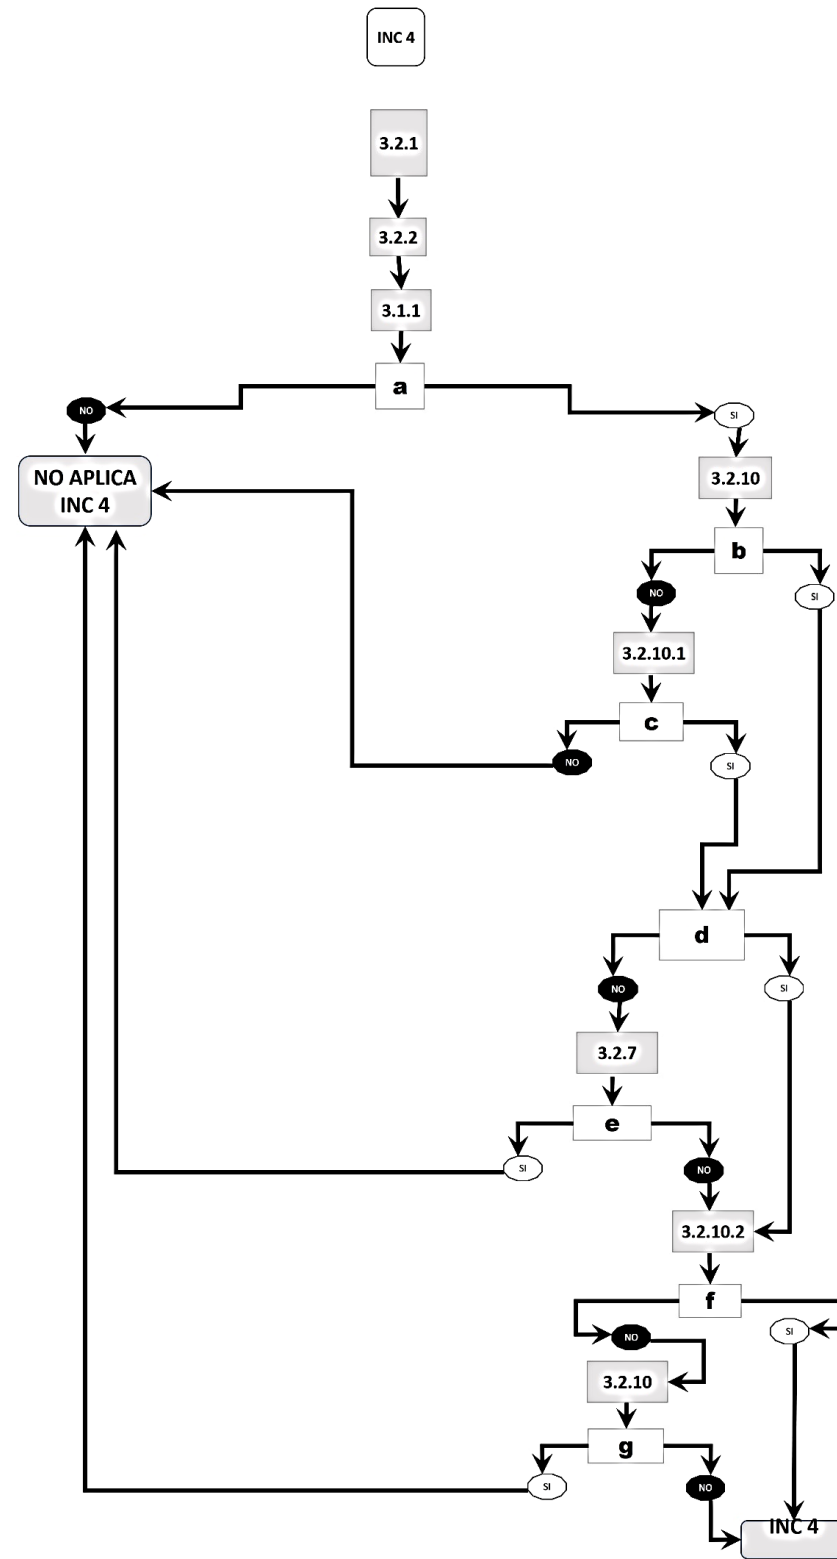 INC 4
3.2.1
3.2.2
3.1.1
a
NO
SI
NO APLICA
INC 4
3.2.10
b
NO
SI
3.2.10.1
c
NO
SI
d
NO
SI
3.2.7
e
SI
NO
3.2.10.2
f
NO
SI
3.2.10
g
SI
NO
INC 4